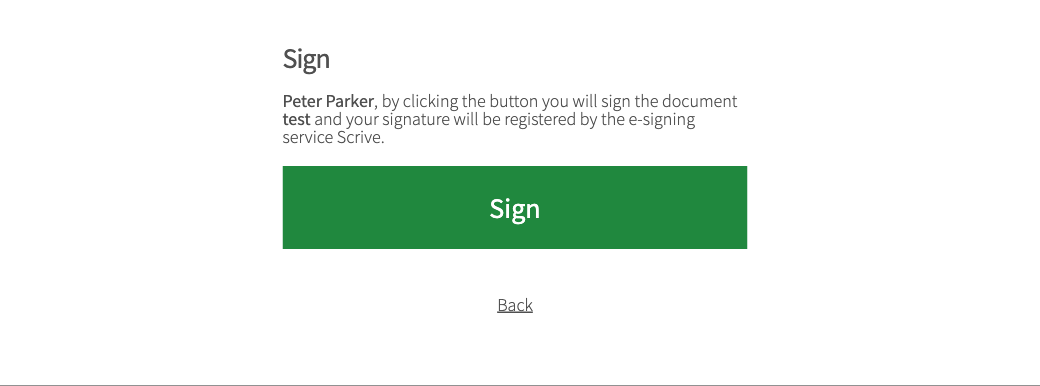 Sign
Peter Parker, by clicking the button you will sign the document
test and your signature will be registered by the e-signing
service Scrive.
Sign
Back